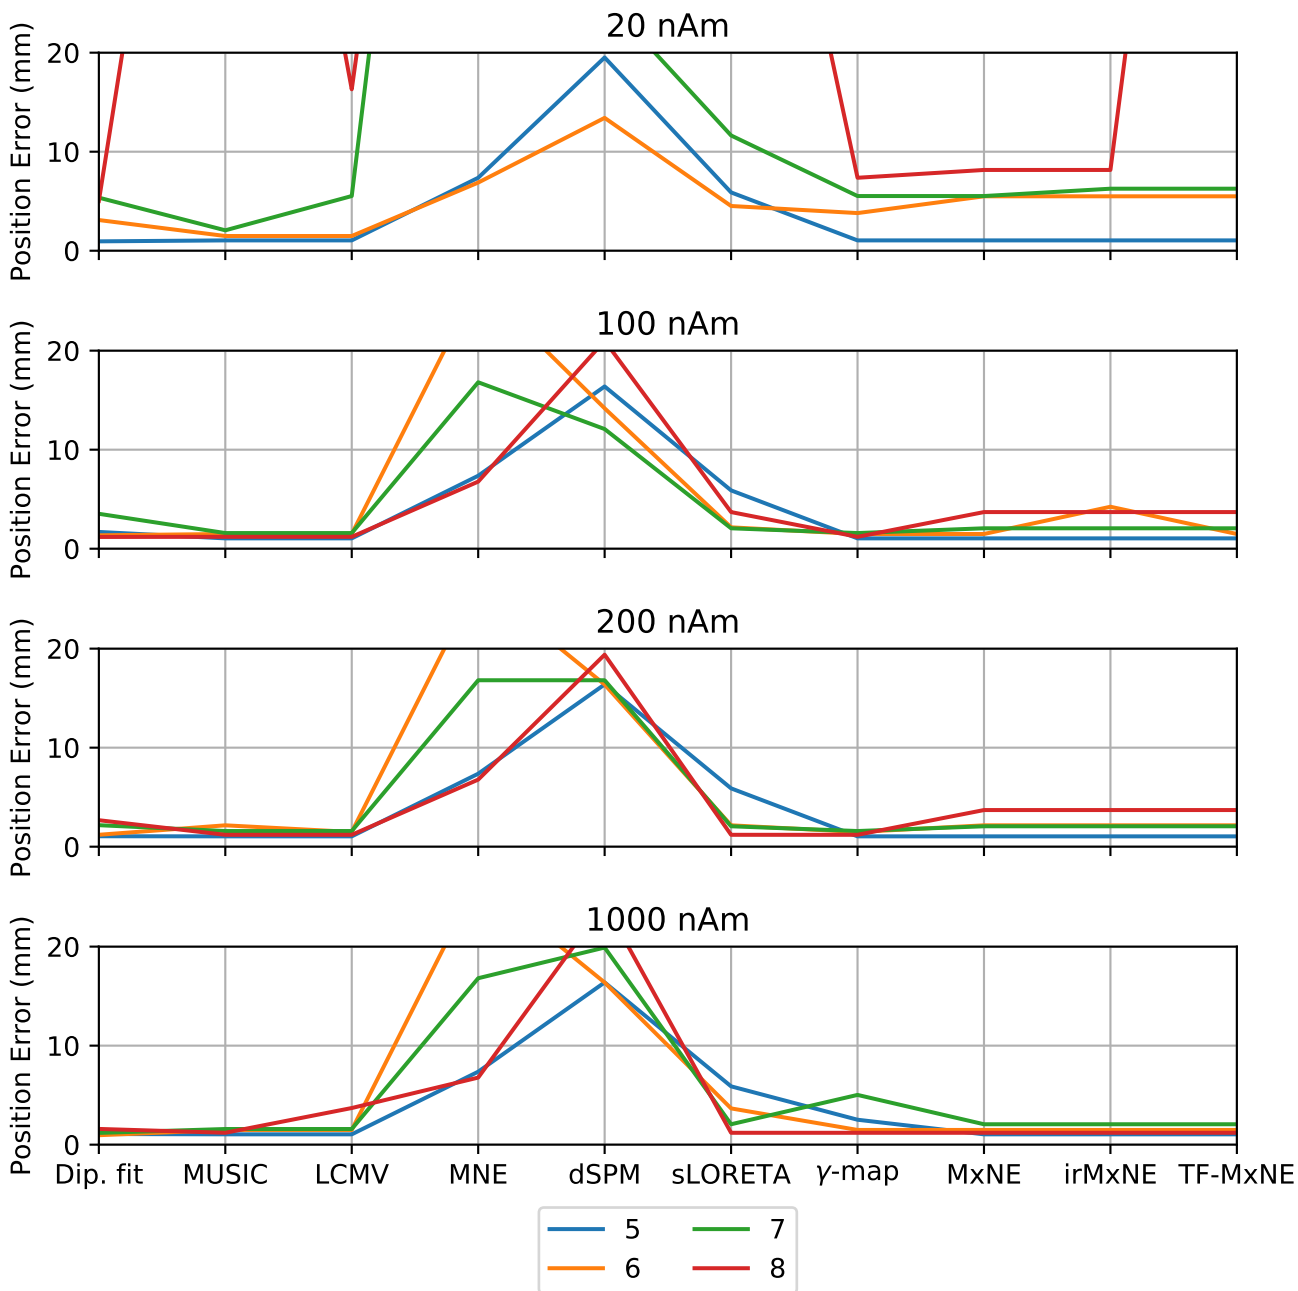 20 nAm
Position Error (mm)
20
10
0
100 nAm
Position Error (mm)
20
10
0
200 nAm
Position Error (mm)
20
10
0
1000 nAm
Position Error (mm)
20
10
0
Dip. fit MUSIC LCMV MNE dSPM sLORETA γ-map MxNE irMxNE TF-MxNE
5 7
6 8